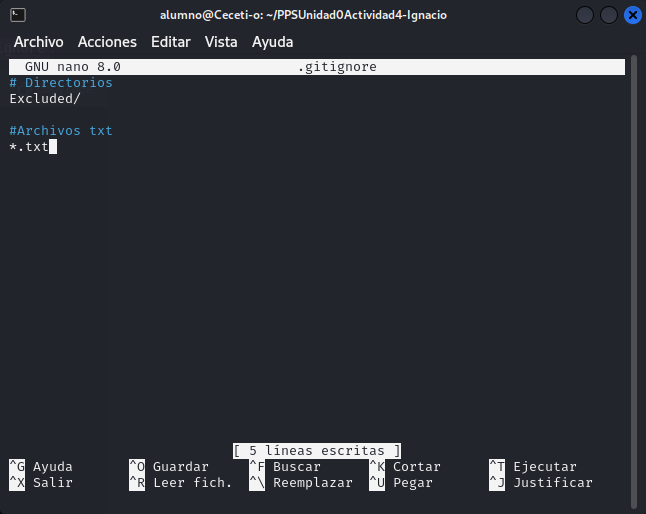 alumno@Ceceti-o: ~/PPSUnidad0Actividad4-Ignacio
Archivo Acciones Editar Vista Ayuda
GNU nano 8.0 .gitignore
# Directorios
Excluded/
#Archivos txt
*.txt
[ 5 líneas escritas ]
^G Ayuda ^O Guardar ^F Buscar ^K Cortar ^T Ejecutar
^X Salir ^R Leer fich. ^\ Reemplazar ^U Pegar ^J Justificar